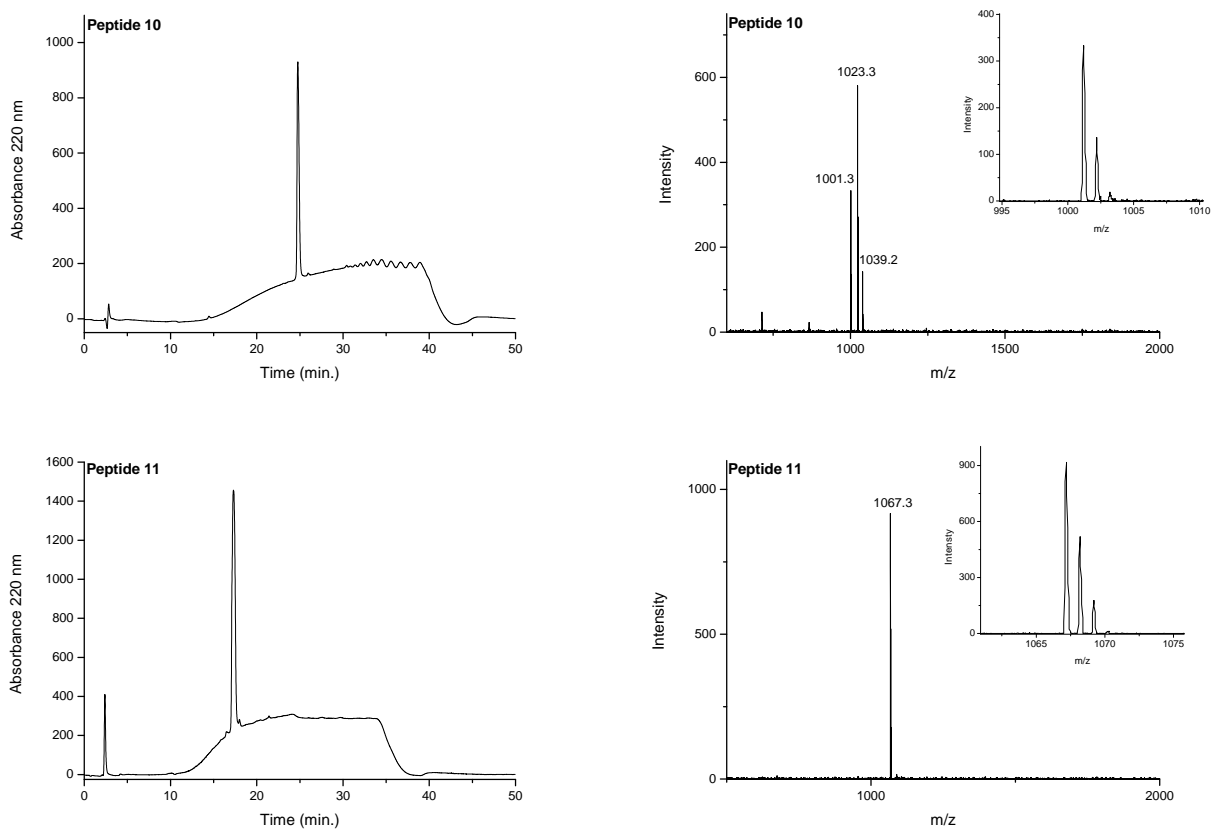 Peptide 10
1000
800
600
400
200
0
Absorbance 220 nm
0 10 20 30 40 50
Time (min.)
Peptide 10
600
400
200
0
Intensity
1023.3
1001.3
1039.2
1000 1500 2000
m/z
400
300
200
100
0
Intensity
995 1000 1005 1010
m/z
Peptide 11
1600
1400
1200
1000
800
600
400
200
0
Absorbance 220 nm
0 10 20 30 40 50
Time (min.)
Peptide 11
1000
500
0
Intensity
1067.3
1000 2000
m/z
900
600
300
0
Intensty
1065 1070 1075
m/z